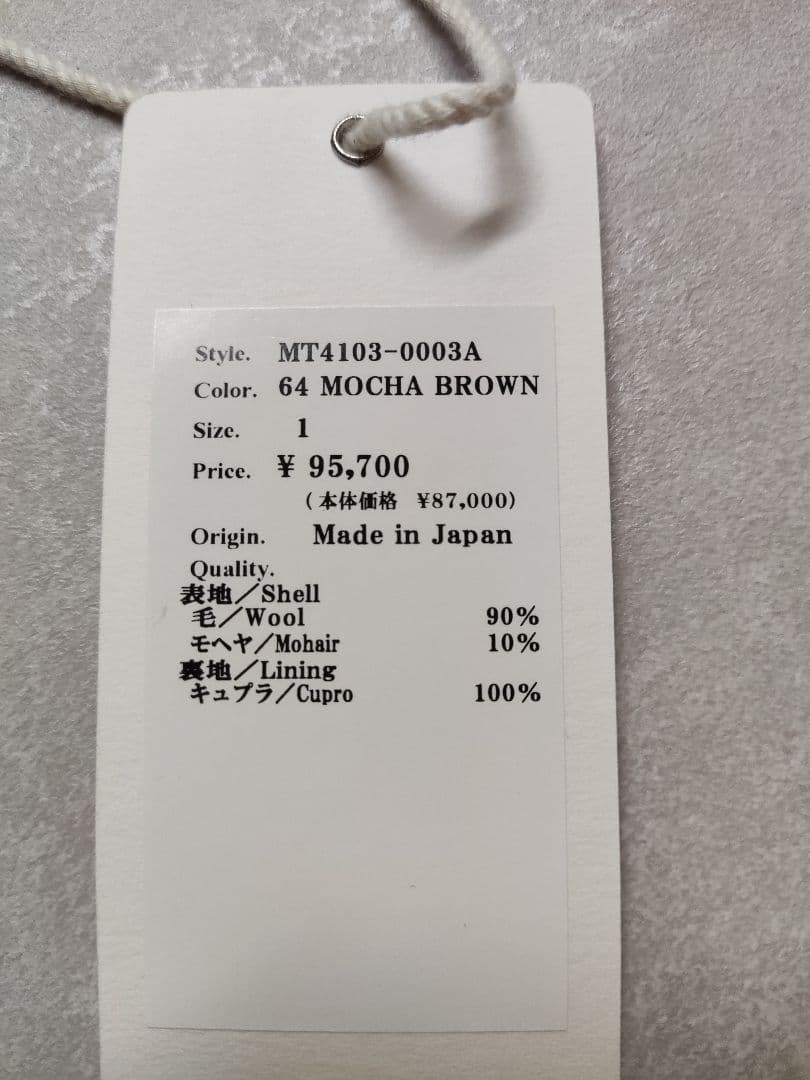 Style. MT4103-0003A
Color. 64 MOCHA BROWN
Size. 1
Price. ¥ 95,700
(本体価格 ¥87,000)
Origin. Made in Japan
Quality.
表地／Shell
毛／Wool 90%
モヘヤ／Mohair 10%
裏地／Lining
キュプラ／Cupro 100%